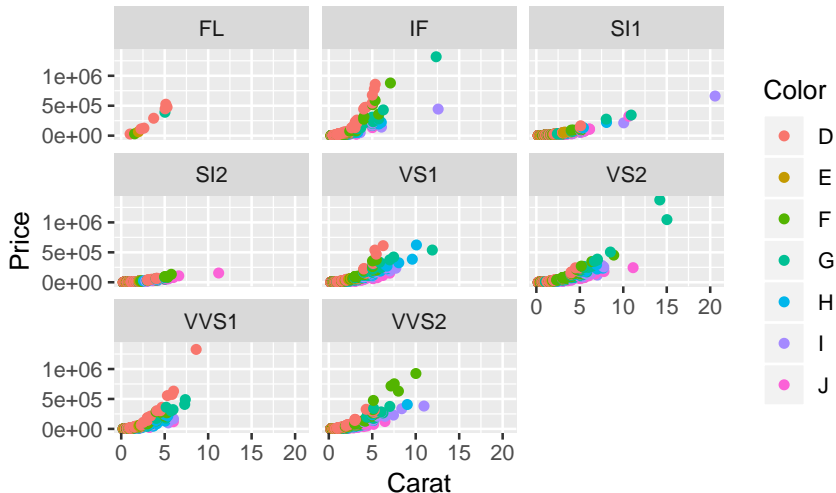 FL IF SI1
1e+06
5e+05
0e+00
SI2 VS1 VS2
1e+06
5e+05
0e+00
0 5 10 15 20
VVS1 VVS2
1e+06
5e+05
0e+00
0 5 10 15 20 0 5 10 15 20
Carat
Price
Color
D
E
F
G
H
I
J